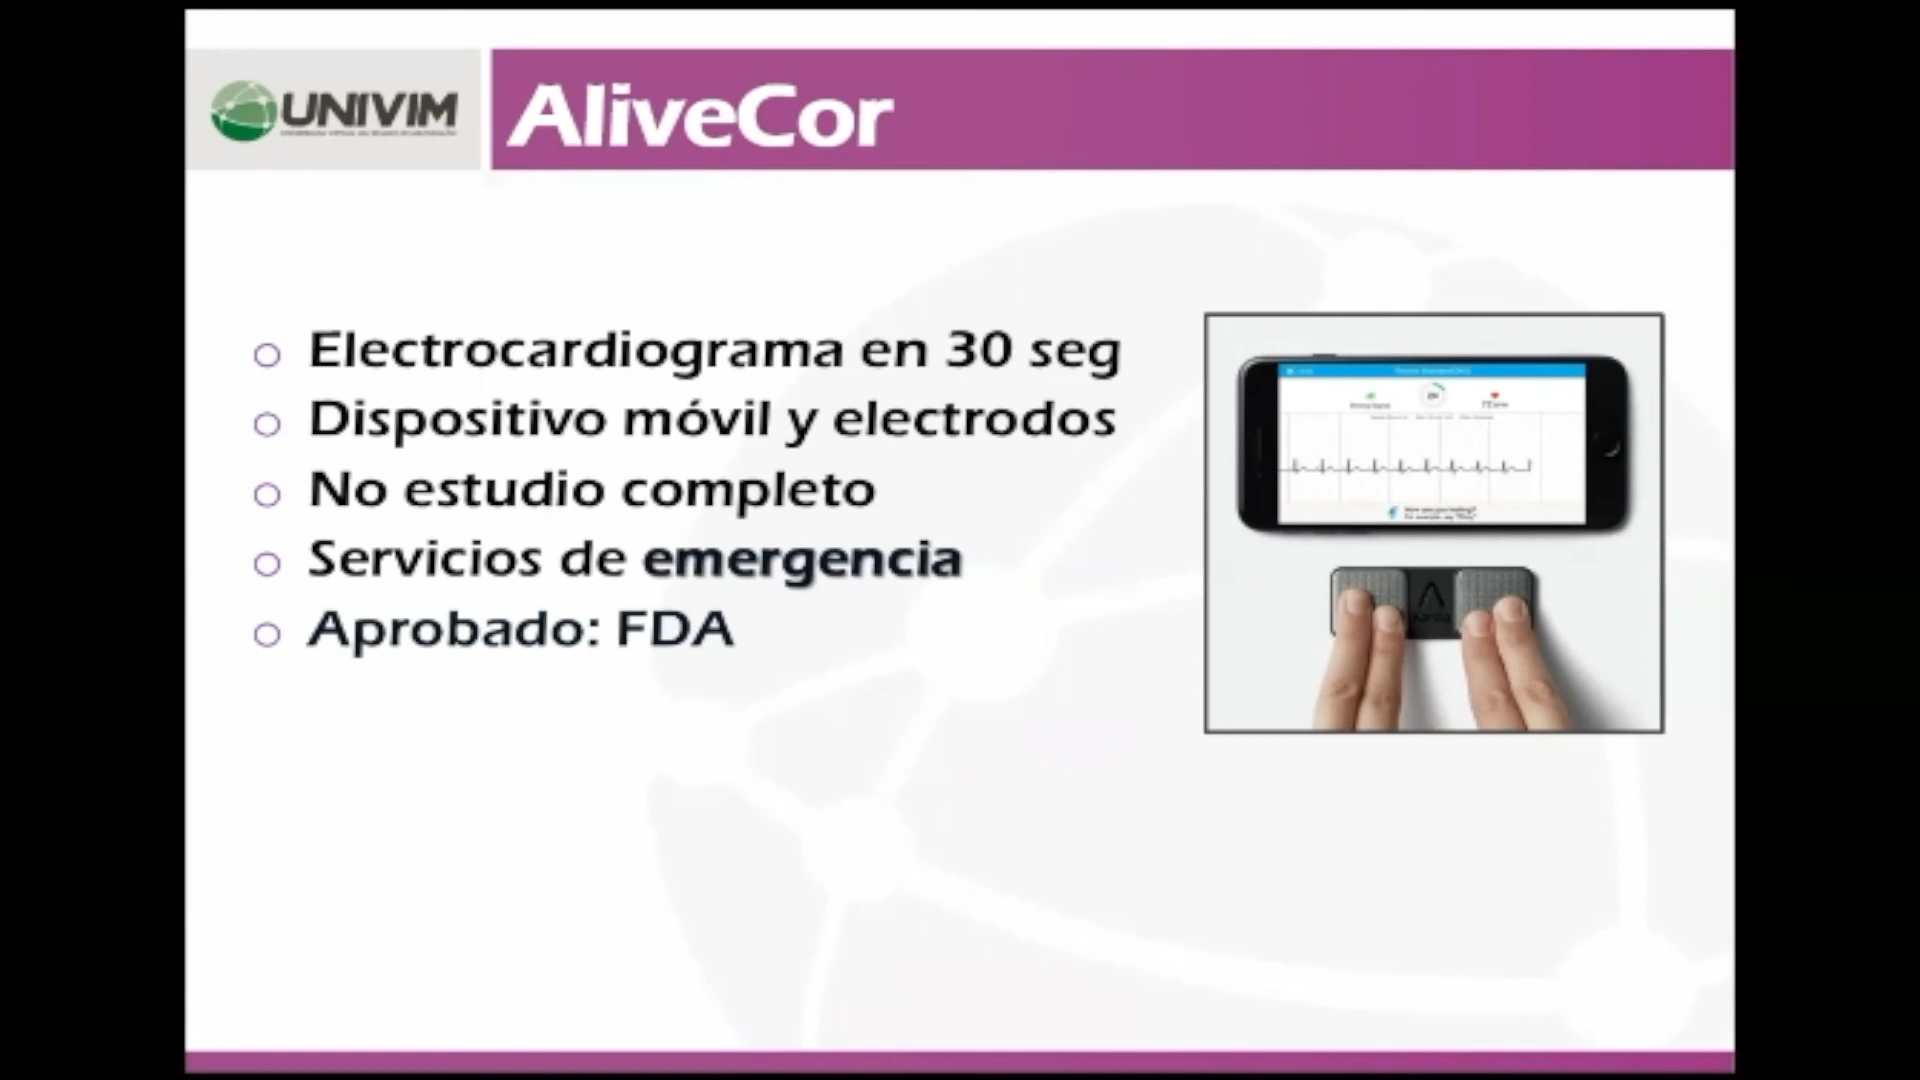 UNIVIM
AliveCor
Electrocardiograma en 30 seg
Dispositivo móvil y electrodos
No estudio completo
Servicios de emergencia
Aprobado: FDA